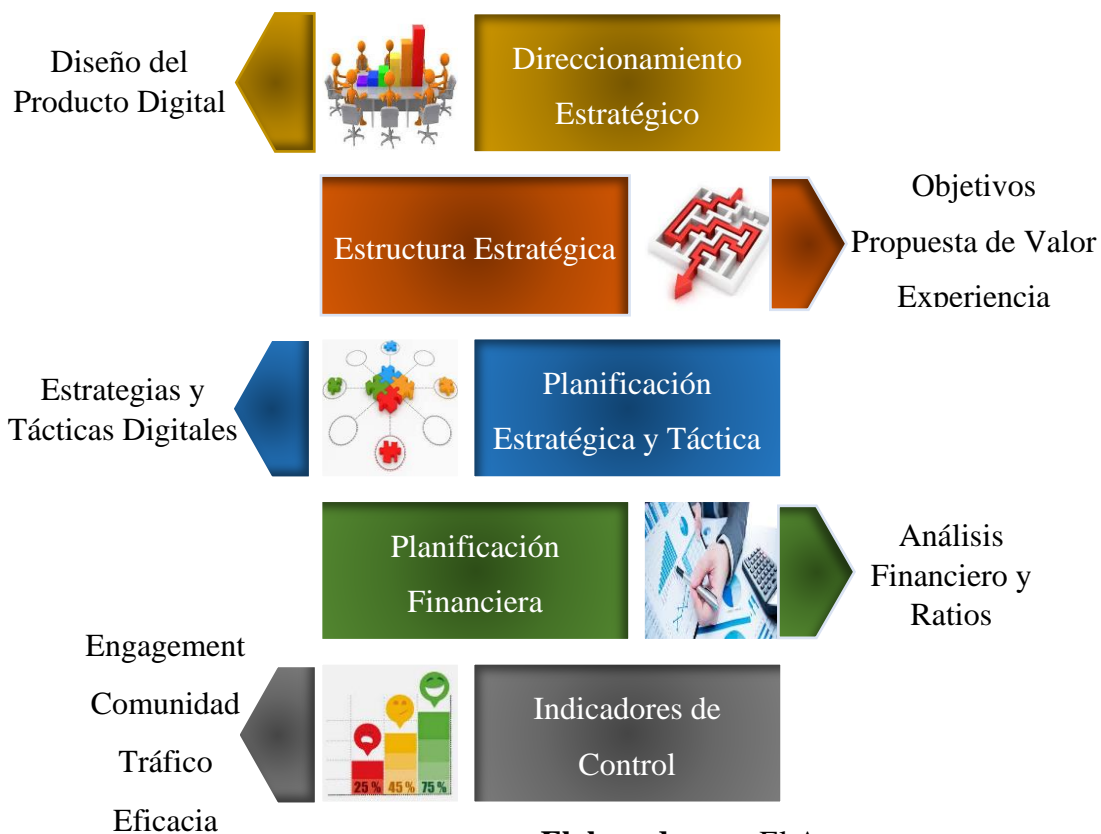 Diseño del
Producto Digital
Direccionamiento
Estratégico
Estructura Estratégica
Objetivos
Propuesta de Valor
Experiencia
Estrategias y
Tácticas Digitales
Planificación
Estratégica y Táctica
Planificación
Financiera
Análisis
Financiero y
Ratios
Engagement
Comunidad
Tráfico
Eficacia
25 % 45 % 75 %
Indicadores de
Control